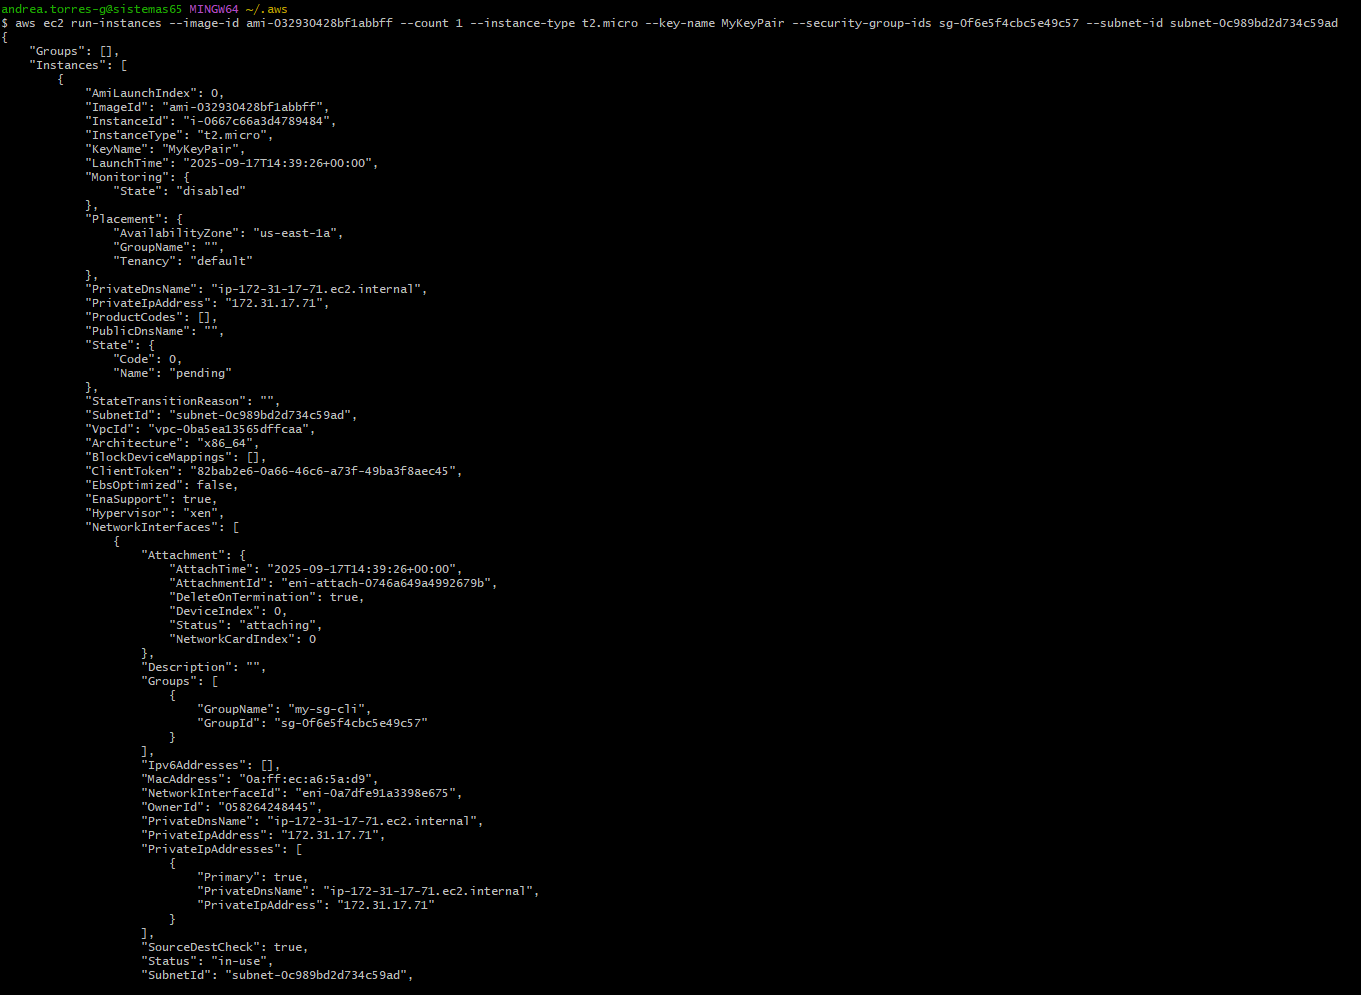 andrea.torres-g@sistemas65 MINGW64 ~/.aws
$ aws ec2 run-instances --image-id ami-032930428bf1abbff --count 1 --instance-type t2.micro --key-name MyKeyPair --security-group-ids sg-0f6e5f4cbc5e49c57 --subnet-id subnet-0c989bd2d734c59ad
{
    "Groups": [],
    "Instances": [
        {
            "AmiLaunchIndex": 0,
            "ImageId": "ami-032930428bf1abbff",
            "InstanceId": "i-0667c66a3d4789484",
            "InstanceType": "t2.micro",
            "KeyName": "MyKeyPair",
            "LaunchTime": "2025-09-17T14:39:26+00:00",
            "Monitoring": {
                "State": "disabled"
            },
            "Placement": {
                "AvailabilityZone": "us-east-1a",
                "GroupName": "",
                "Tenancy": "default"
            },
            "PrivateDnsName": "ip-172-31-17-71.ec2.internal",
            "PrivateIpAddress": "172.31.17.71",
            "ProductCodes": [],
            "PublicDnsName": "",
            "State": {
                "Code": 0,
                "Name": "pending"
            },
            "StateTransitionReason": "",
            "SubnetId": "subnet-0c989bd2d734c59ad",
            "VpcId": "vpc-0ba5ea13565dffcaa",
            "Architecture": "x86_64",
            "BlockDeviceMappings": [],
            "ClientToken": "82bab2e6-0a66-46c6-a73f-49ba3f8aec45",
            "EbsOptimized": false,
            "EnaSupport": true,
            "Hypervisor": "xen",
            "NetworkInterfaces": [
                {
                    "Attachment": {
                        "AttachTime": "2025-09-17T14:39:26+00:00",
                        "AttachmentId": "eni-attach-0746a649a4992679b",
                        "DeleteOnTermination": true,
                        "DeviceIndex": 0,
                        "Status": "attaching",
                        "NetworkCardIndex": 0
                    },
                    "Description": "",
                    "Groups": [
                        {
                            "GroupName": "my-sg-cli",
                            "GroupId": "sg-0f6e5f4cbc5e49c57"
                        }
                    ],
                    "Ipv6Addresses": [],
                    "MacAddress": "0a:ff:ec:a6:5a:d9",
                    "NetworkInterfaceId": "eni-0a7dfe91a3398e675",
                    "OwnerId": "058264248445",
                    "PrivateDnsName": "ip-172-31-17-71.ec2.internal",
                    "PrivateIpAddress": "172.31.17.71",
                    "PrivateIpAddresses": [
                        {
                            "Primary": true,
                            "PrivateDnsName": "ip-172-31-17-71.ec2.internal",
                            "PrivateIpAddress": "172.31.17.71"
                        }
                    ],
                    "SourceDestCheck": true,
                    "Status": "in-use",
                    "SubnetId": "subnet-0c989bd2d734c59ad",